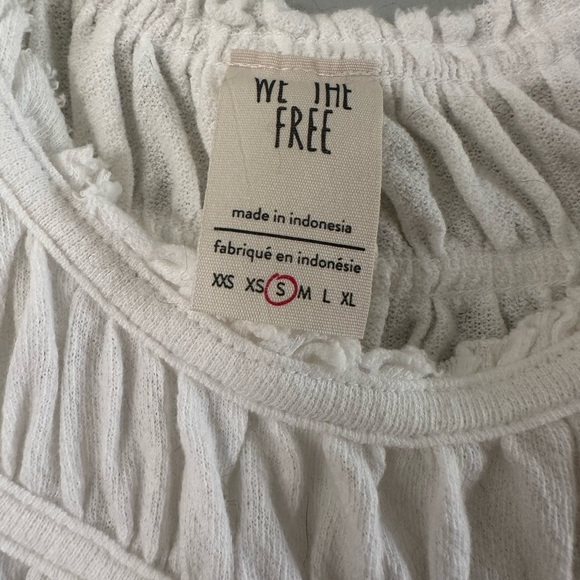 WE THE
FREE
made in indonesia
fabriqué en indonésie
XXS XS S M L XL